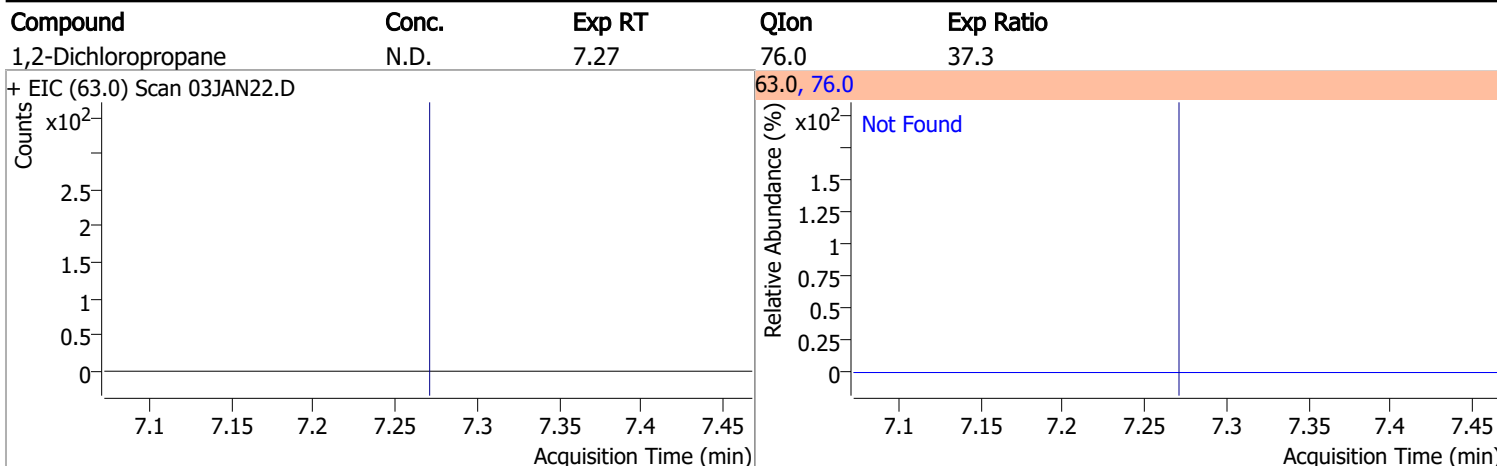 Compound Conc. Exp RT QIon Exp Ratio
1,2-Dichloropropane N.D. 7.27 76.0 37.3
+ EIC (63.0) Scan 03JAN22.D
Counts
x10²
2.5
2
1.5
1
0.5
0
7.1 7.15 7.2 7.25 7.3 7.35 7.4 7.45
Acquisition Time (min)
63.0, 76.0
Relative Abundance (%)
x10²
Not Found
1.5
1.25
1
0.75
0.5
0.25
0
7.1 7.15 7.2 7.25 7.3 7.35 7.4 7.45
Acquisition Time (min)